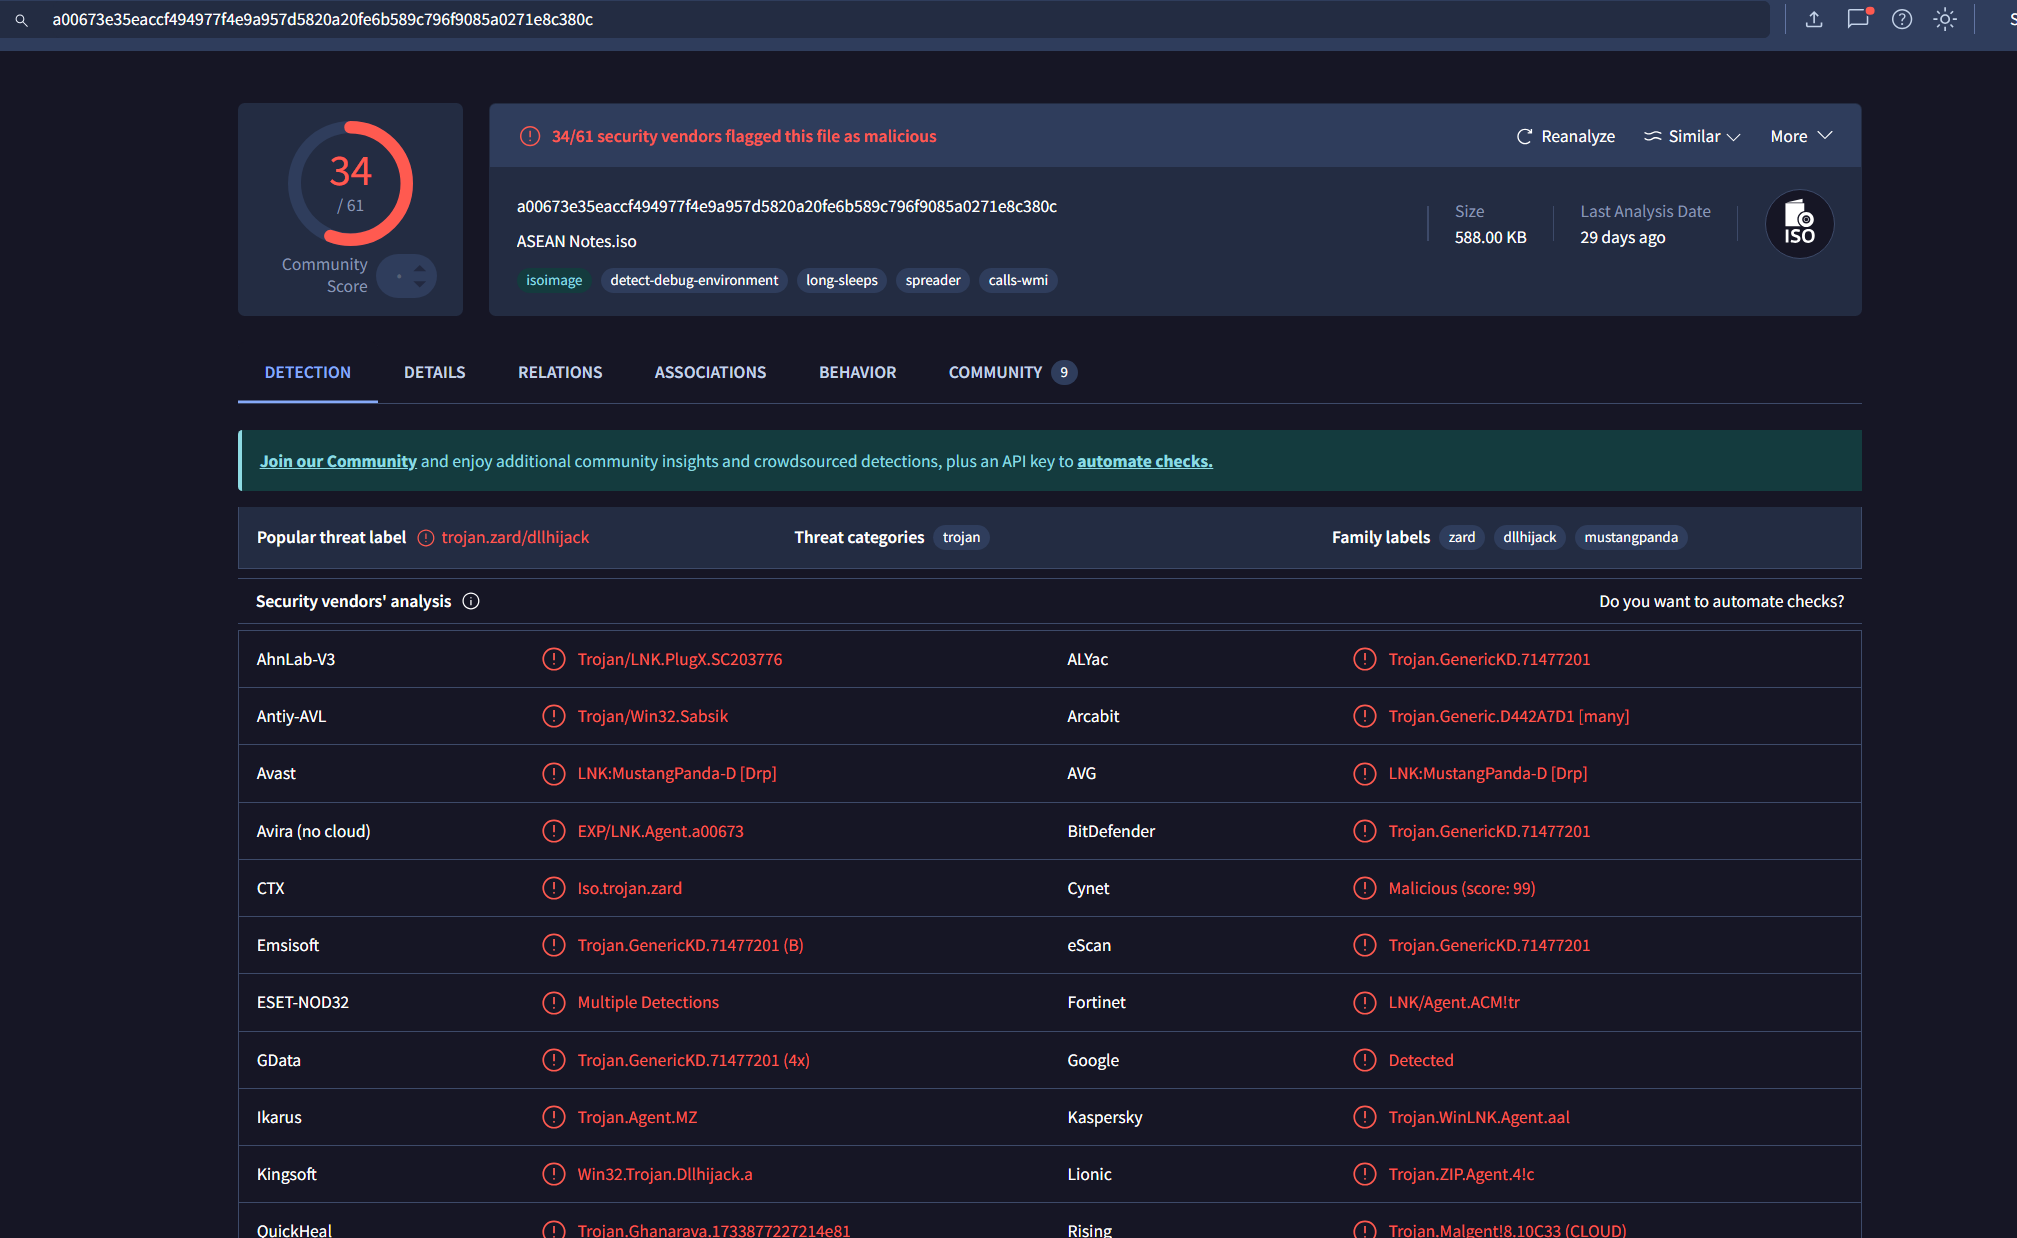 a00673e35eaccf494977f4e9a957d5820a20fe6b589c796f9085a0271e8c380c
34
/ 61
Community
Score
34/61 security vendors flagged this file as malicious
Reanalyze
Similar
More
a00673e35eaccf494977f4e9a957d5820a20fe6b589c796f9085a0271e8c380c
ASEAN Notes.iso
isoimage detect-debug-environment long-sleeps spreader calls-wmi
Size
588.00 KB
Last Analysis Date
29 days ago
ISO
DETECTION DETAILS RELATIONS ASSOCIATIONS BEHAVIOR COMMUNITY 9
Join our Community and enjoy additional community insights and crowdsourced detections, plus an API key to automate checks.
Popular threat label trojan.zard/dllhijack Threat categories trojan Family labels zard dllhijack mustangpanda
Security vendors' analysis Do you want to automate checks?
AhnLab-V3 Trojan/LNK.PlugX.SC203776 ALYac Trojan.GenericKD.71477201
Antiy-AVL Trojan/Win32.Sabsik Arcabit Trojan.Generic.D442A7D1 [many]
Avast LNK:MustangPanda-D [Drp] AVG LNK:MustangPanda-D [Drp]
Avira (no cloud) EXP/LNK.Agent.a00673 BitDefender Trojan.GenericKD.71477201
CTX Iso.trojan.zard Cynet Malicious (score: 99)
Emsisoft Trojan.GenericKD.71477201 (B) eScan Trojan.GenericKD.71477201
ESET-NOD32 Multiple Detections Fortinet LNK/Agent.ACM!tr
GData Trojan.GenericKD.71477201 (4x) Google Detected
Ikarus Trojan.Agent.MZ Kaspersky Trojan.WinLNK.Agent.aal
Kingsoft Win32.Trojan.Dllhijack.a Lionic Trojan.ZIP.Agent.4!c
QuickHeal Trojan.Ghanarava.1733877227214e81 Rising Trojan.Malgent!8.10C33 (CLOUD)